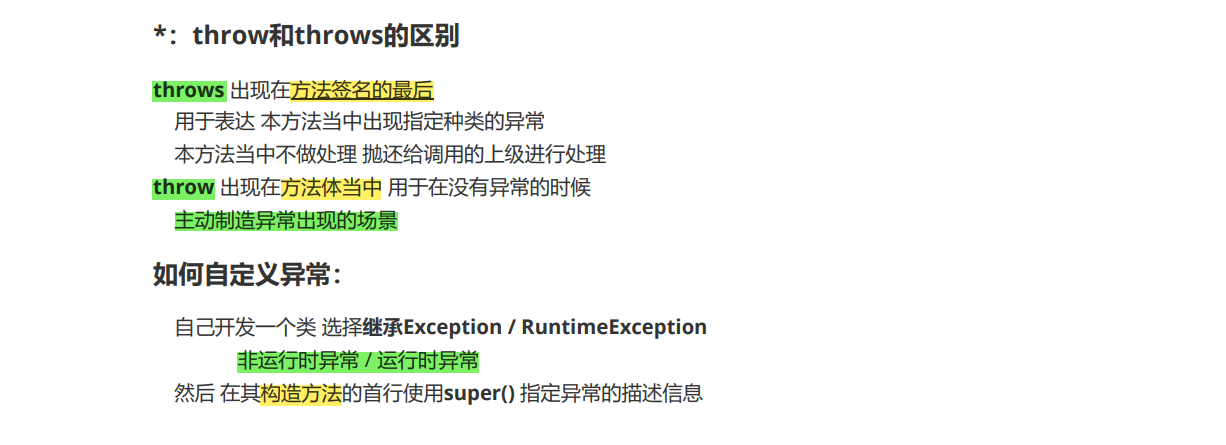 *：throw和throws的区别
throws 出现在方法签名的最后
用于表达 本方法当中出现指定种类的异常
本方法当中不做处理 抛还给调用的上级进行处理
throw 出现在方法体当中 用于在没有异常的时候
主动制造异常出现的场景
如何自定义异常：
自己开发一个类 选择继承Exception / RuntimeException
非运行时异常 / 运行时异常
然后 在其构造方法的首行使用super() 指定异常的描述信息